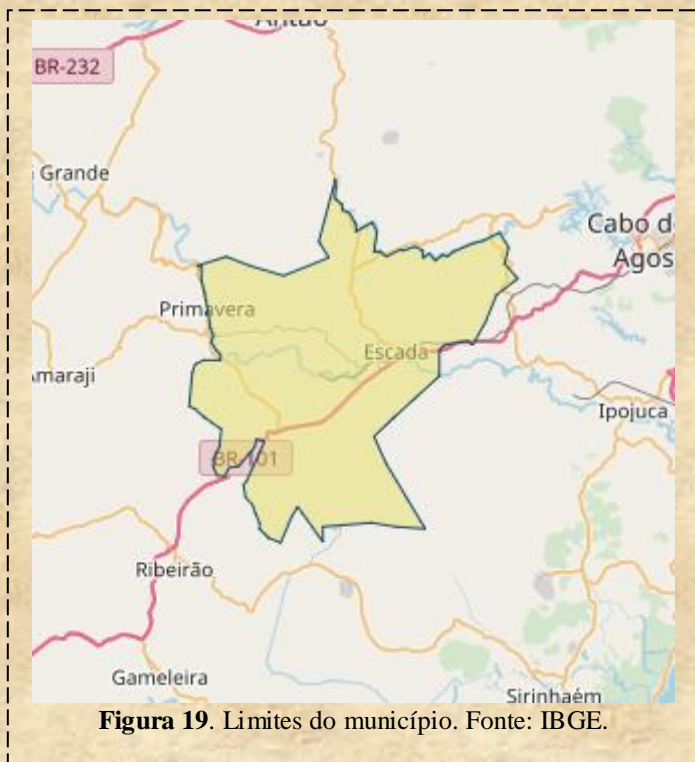 Antão
BR-232
Grande
Cabo d
Agos
Primavera
Escada
Amaraji
Ipojuca
BR-101
Ribeirão
Gameleira
Sirinhaém
Figura 19. Limites do município. Fonte: IBGE.